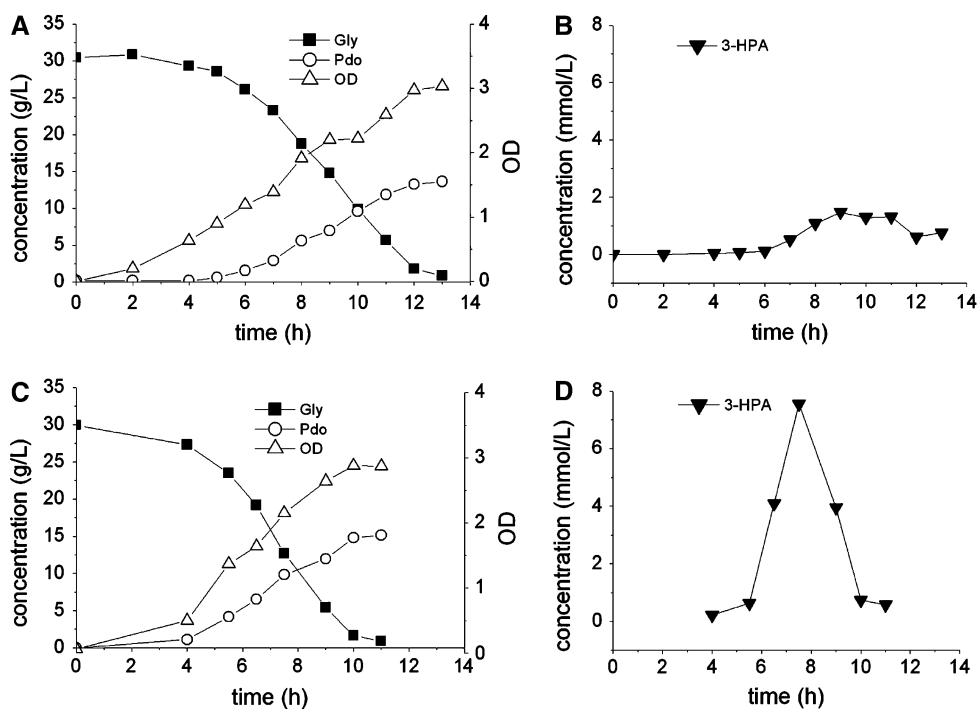 A
concentration (g/L)
35
30
25
20
15
10
5
0
Gly
Pdo
OD
4
3
2
1
0
OD
0 2 4 6 8 10 12 14
time (h)
B
concentration (mmol/L)
8
6
4
2
0
3-HPA
0 2 4 6 8 10 12 14
time (h)
C
concentration (g/L)
35
30
25
20
15
10
5
0
Gly
Pdo
OD
4
3
2
1
0
OD
0 2 4 6 8 10 12 14
time (h)
D
concentration (mmol/L)
8
6
4
2
0
3-HPA
0 2 4 6 8 10 12 14
time (h)